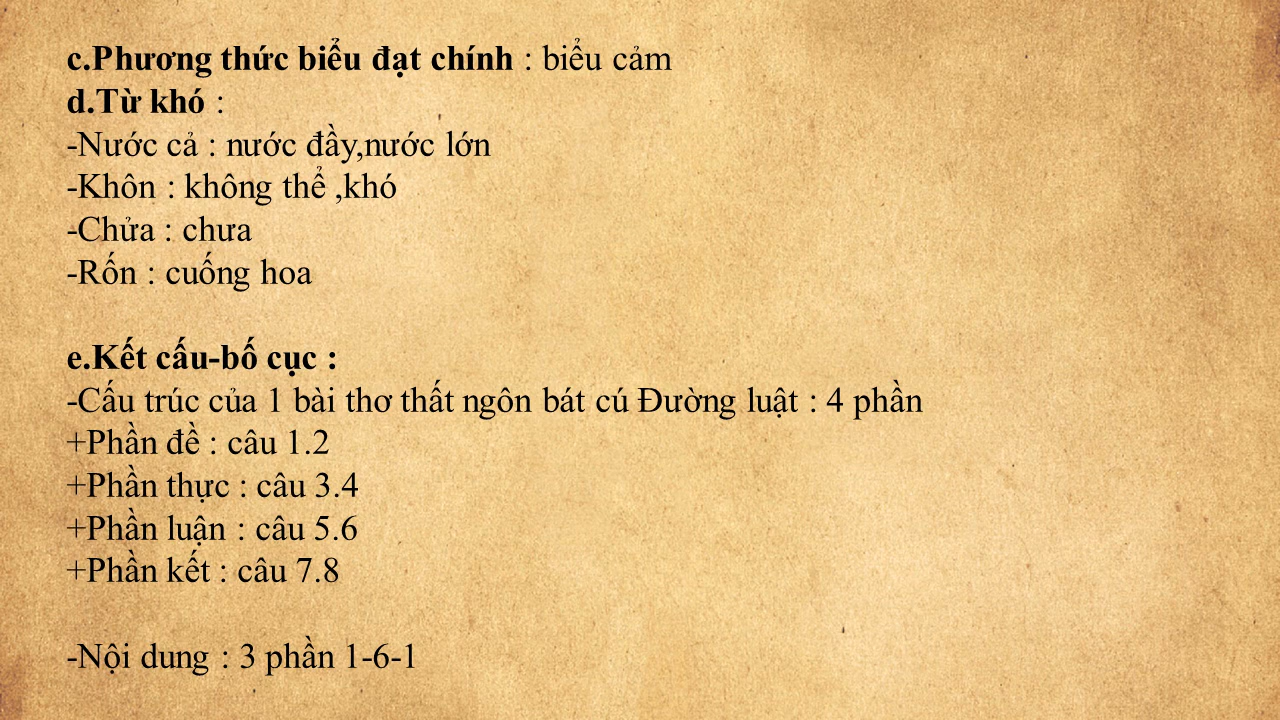 c.Phương thức biểu đạt chính : biểu cảm
d.Từ khó :
-Nước cả : nước đầy,nước lớn
-Khôn : không thể ,khó
-Chửa : chưa
-Rốn : cuống hoa
e.Kết cấu-bố cục :
-Cấu trúc của 1 bài thơ thất ngôn bát cú Đường luật : 4 phần
+Phần đề : câu 1.2
+Phần thực : câu 3.4
+Phần luận : câu 5.6
+Phần kết : câu 7.8
-Nội dung : 3 phần 1-6-1